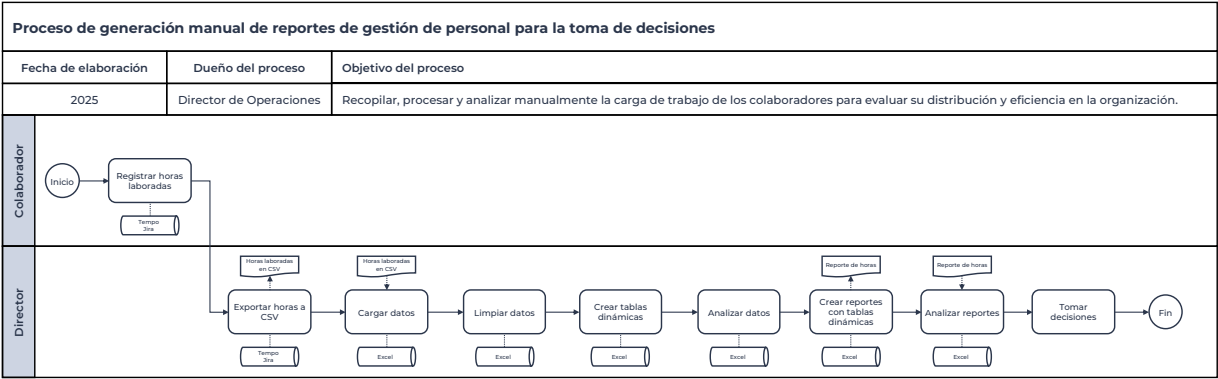 Proceso de generación manual de reportes de gestión de personal para la toma de decisiones
Fecha de elaboración
Dueño del proceso
Objetivo del proceso
2025
Director de Operaciones
Recopilar, procesar y analizar manualmente la carga de trabajo de los colaboradores para evaluar su distribución y eficiencia en la organización.
Colaborador
Inicio
Registrar horas
laboradas
Tempo
Jira
Director
Horas laboradas
en CSV
Horas laboradas
en CSV
Reporte de horas
Reporte de horas
Exportar horas a
CSV
Cargar datos
Limpiar datos
Crear tablas
dinámicas
Analizar datos
Crear reportes
con tablas
dinámicas
Analizar reportes
Tomar
decisiones
Fin
Tempo
Jira
Excel
Excel
Excel
Excel
Excel
Excel